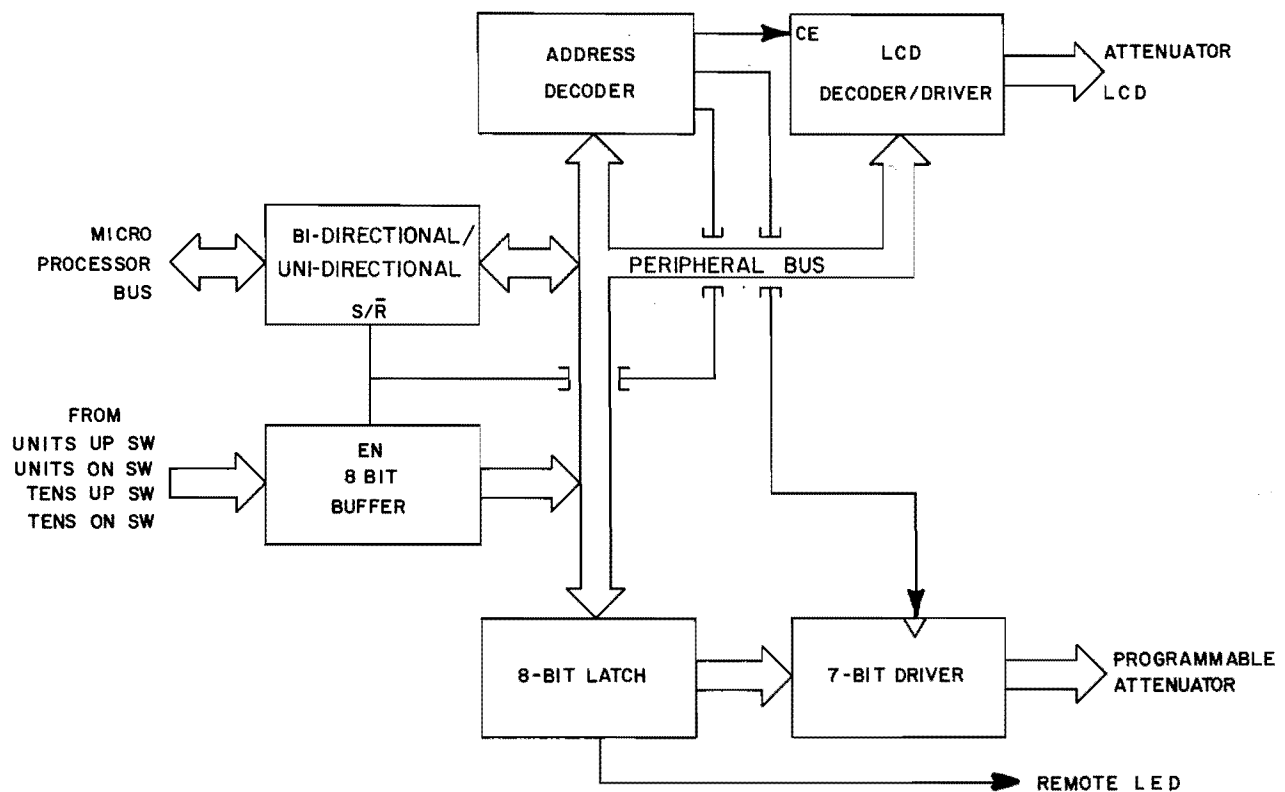 ADDRESS
DECODER
CE
LCD
DECODER/DRIVER
ATTENUATOR
LCD
MICRO
PROCESSOR
BUS
BI-DIRECTIONAL/
UNI-DIRECTIONAL
S/R̄
PERIPHERAL BUS
FROM
UNITS UP SW
UNITS ON SW
TENS UP SW
TENS ON SW
EN
8 BIT
BUFFER
8-BIT LATCH
7-BIT DRIVER
PROGRAMMABLE
ATTENUATOR
REMOTE LED